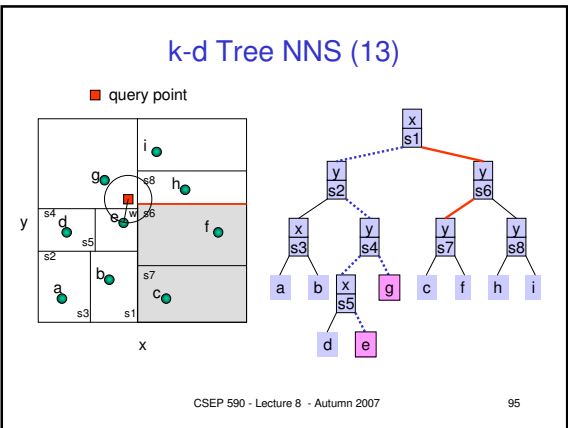 k-d Tree NNS (13)
query point
i
g
s8
h
e
w
s6
s4
d
f
y
s5
s2
s7
b
a
c
s3
s1
x
x
s1
y
s2
y
s6
x
s3
y
s4
y
s7
y
s8
a
b
x
s5
g
c
f
h
i
d
e
CSEP 590 - Lecture 8 - Autumn 2007
95